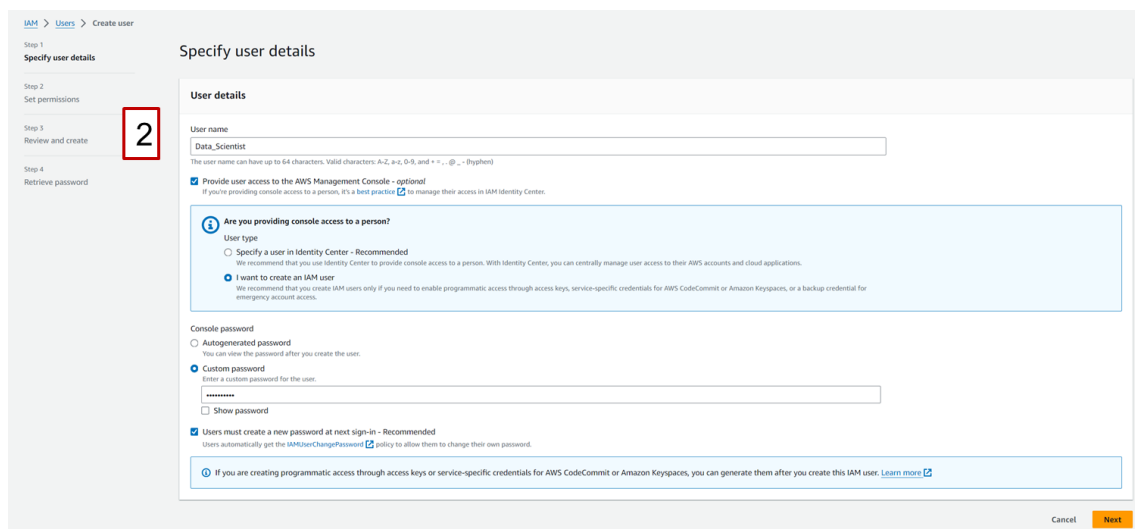 IAM > Users > Create user
Step 1
Specify user details
Step 2
Set permissions
Step 3
Review and create
Step 4
Retrieve password
2
Specify user details
User details
User name
Data_Scientist
The user name can have up to 64 characters. Valid characters: A-Z, a-z, 0-9, and + = , . @ _ - (hyphen)
Provide user access to the AWS Management Console - optional
If you're providing console access to a person, it's a best practice to manage their access in IAM Identity Center.
Are you providing console access to a person?
User type
Specify a user in Identity Center - Recommended
We recommend that you use Identity Center to provide console access to a person. With Identity Center, you can centrally manage user access to their AWS accounts and cloud applications.
I want to create an IAM user
We recommend that you create IAM users only if you need to enable programmatic access through access keys, service-specific credentials for AWS CodeCommit or Amazon Keyspaces, or a backup credential for
emergency account access.
Console password
Autogenerated password
You can view the password after you create the user.
Custom password
Enter a custom password for the user.
••••••••••
Show password
Users must create a new password at next sign-in - Recommended
Users automatically get the IAMUserChangePassword policy to allow them to change their own password.
If you are creating programmatic access through access keys or service-specific credentials for AWS CodeCommit or Amazon Keyspaces, you can generate them after you create this IAM user. Learn more
Cancel Next